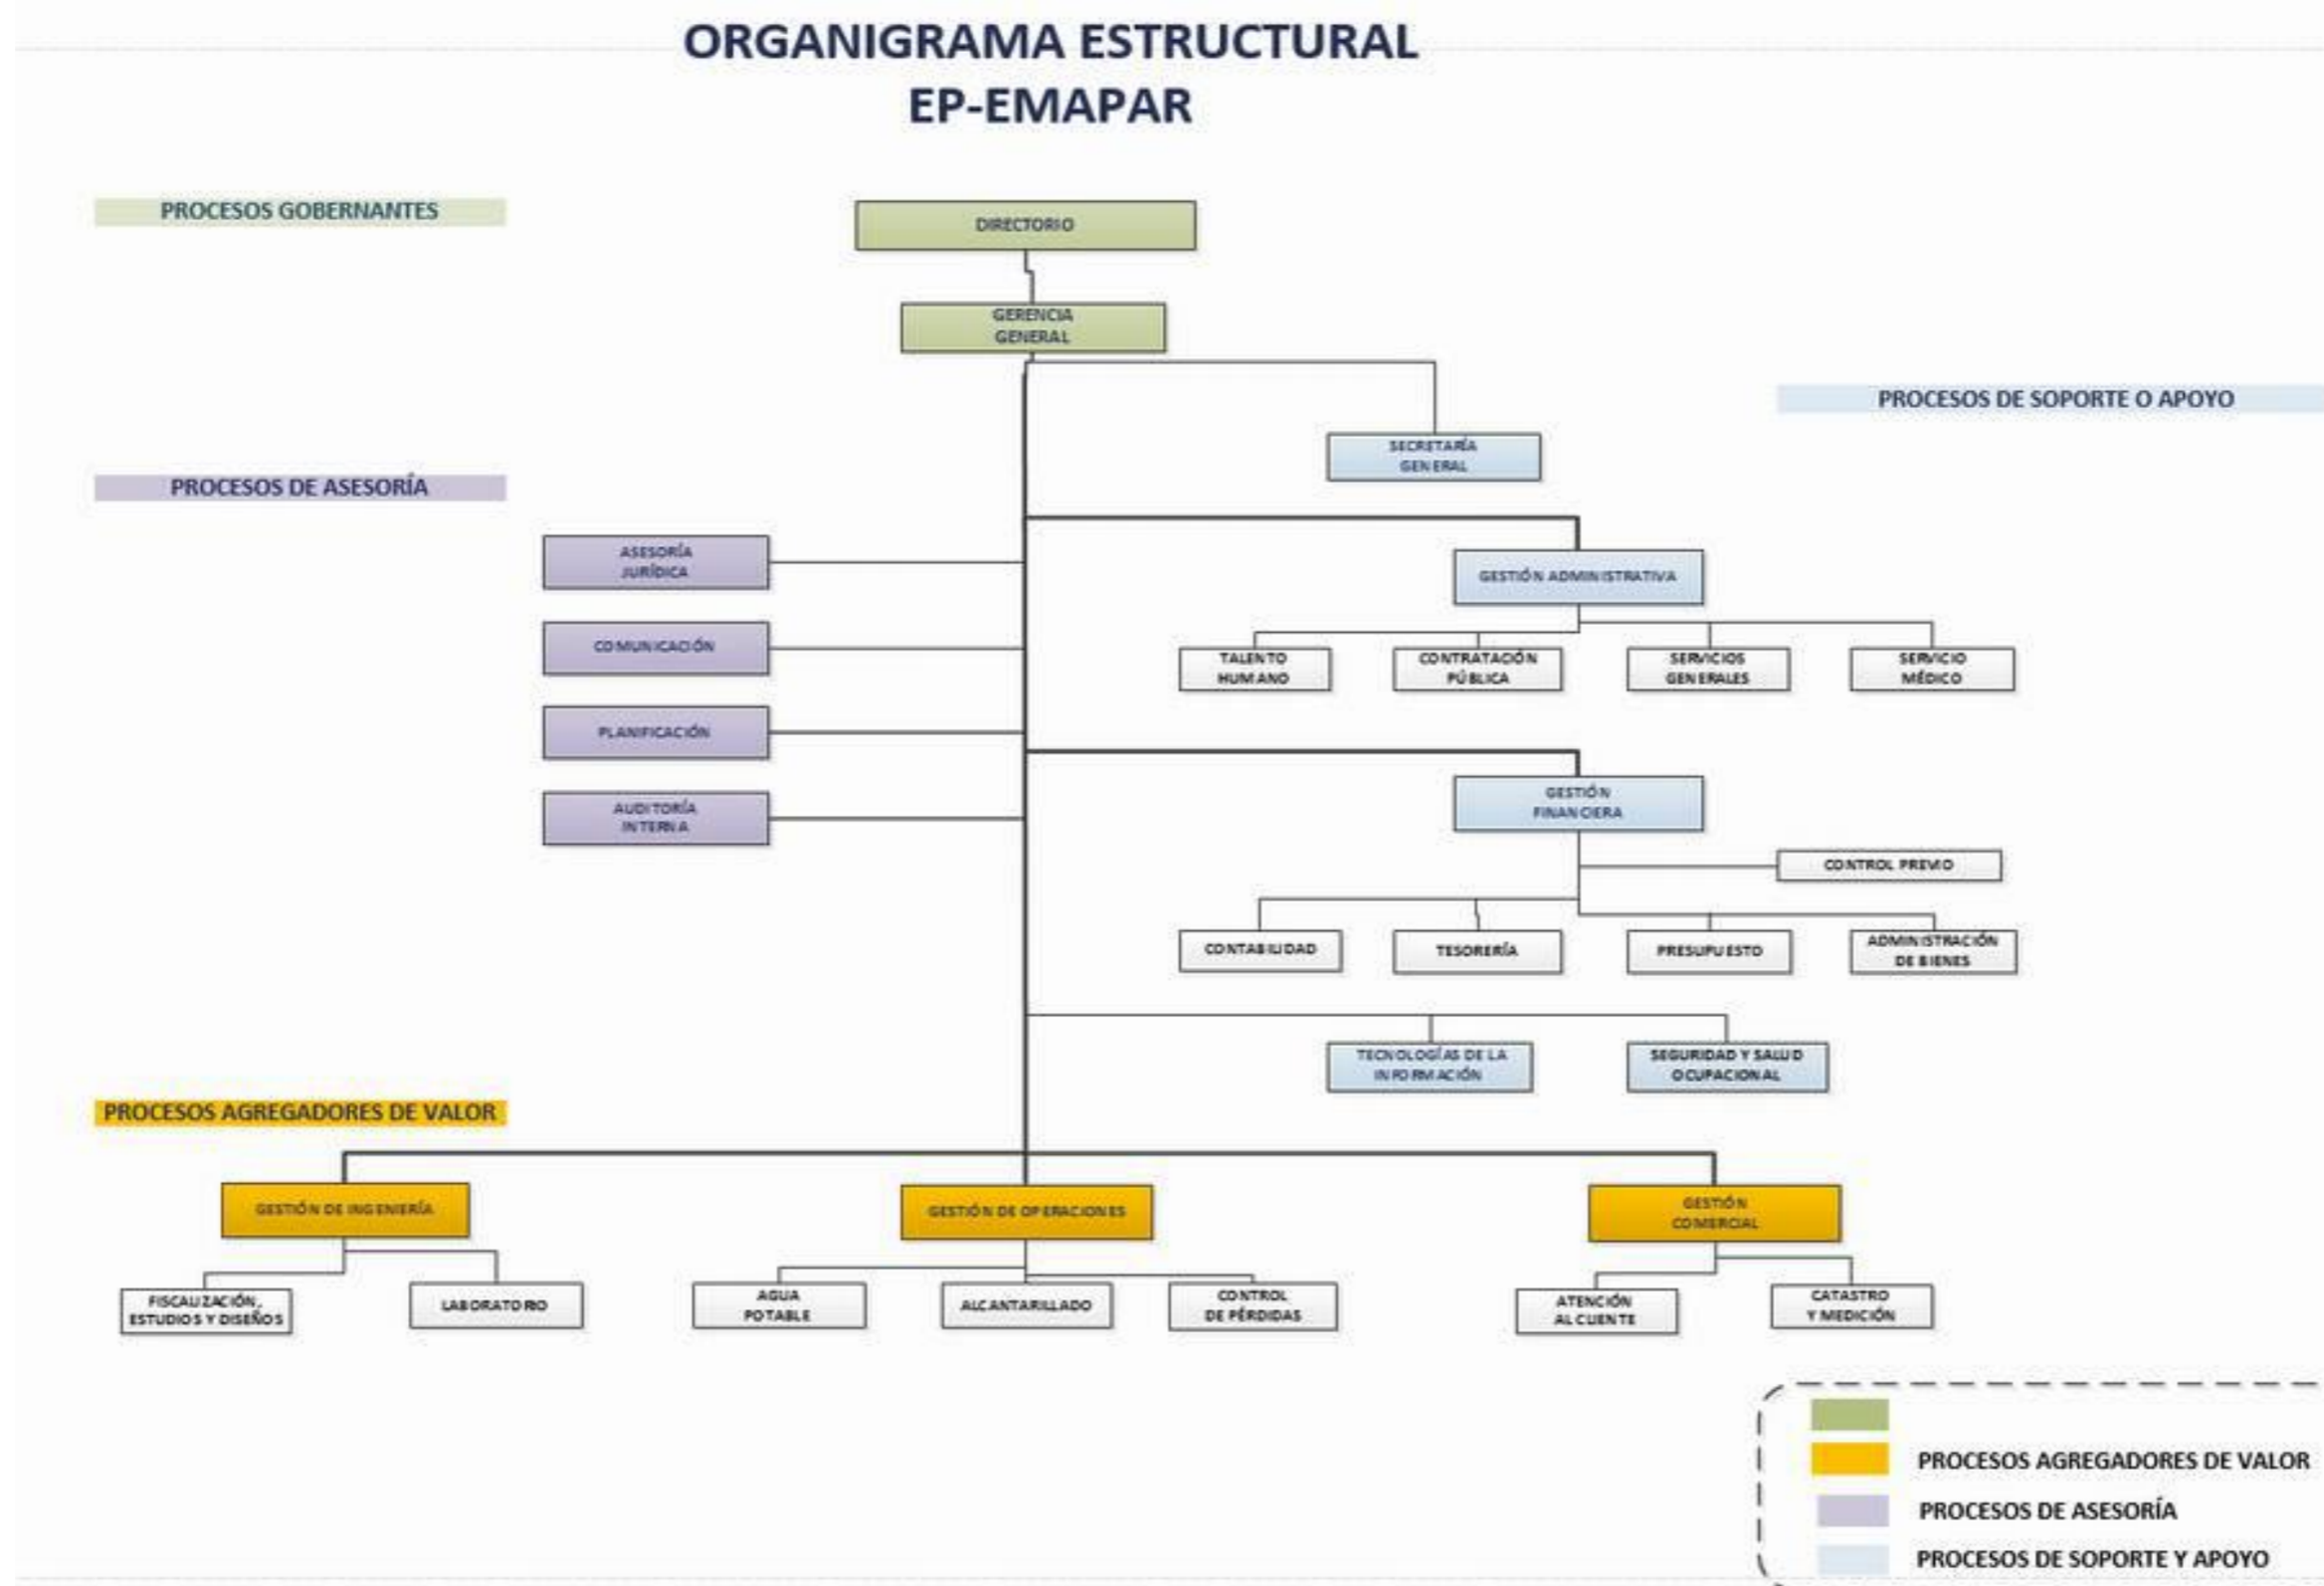 ORGANIGRAMA ESTRUCTURAL
EP-EMAPAR
PROCESOS GOBERNANTES
DIRECTORIO
GERENCIA
GENERAL
PROCESOS DE SOPORTE O APOYO
SECRETARÍA
GENERAL
PROCESOS DE ASESORÍA
ASESORÍA
JURÍDICA
COMUNICACIÓN
PLANIFICACIÓN
AUDITORÍA
INTERNA
GESTIÓN ADMINISTRATIVA
TALENTO
HUMANO
CONTRATACIÓN
PÚBLICA
SERVICIOS
GENERALES
SERVICIO
MÉDICO
GESTIÓN
FINANCIERA
CONTROL PREVIO
CONTABILIDAD
TESORERÍA
PRESUPUESTO
ADMINISTRACIÓN
DE BIENES
TECNOLOGÍAS DE LA
INFORMACIÓN
SEGURIDAD Y SALUD
OCUPACIONAL
PROCESOS AGREGADORES DE VALOR
GESTIÓN DE INGENIERÍA
FISCALIZACIÓN,
ESTUDIOS Y DISEÑOS
LABORATORIO
GESTIÓN DE OPERACIONES
AGUA
POTABLE
ALCANTARILLADO
CONTROL
DE PÉRDIDAS
GESTIÓN
COMERCIAL
ATENCIÓN
AL CLIENTE
CATASTRO
Y MEDICIÓN
PROCESOS AGREGADORES DE VALOR
PROCESOS DE ASESORÍA
PROCESOS DE SOPORTE Y APOYO